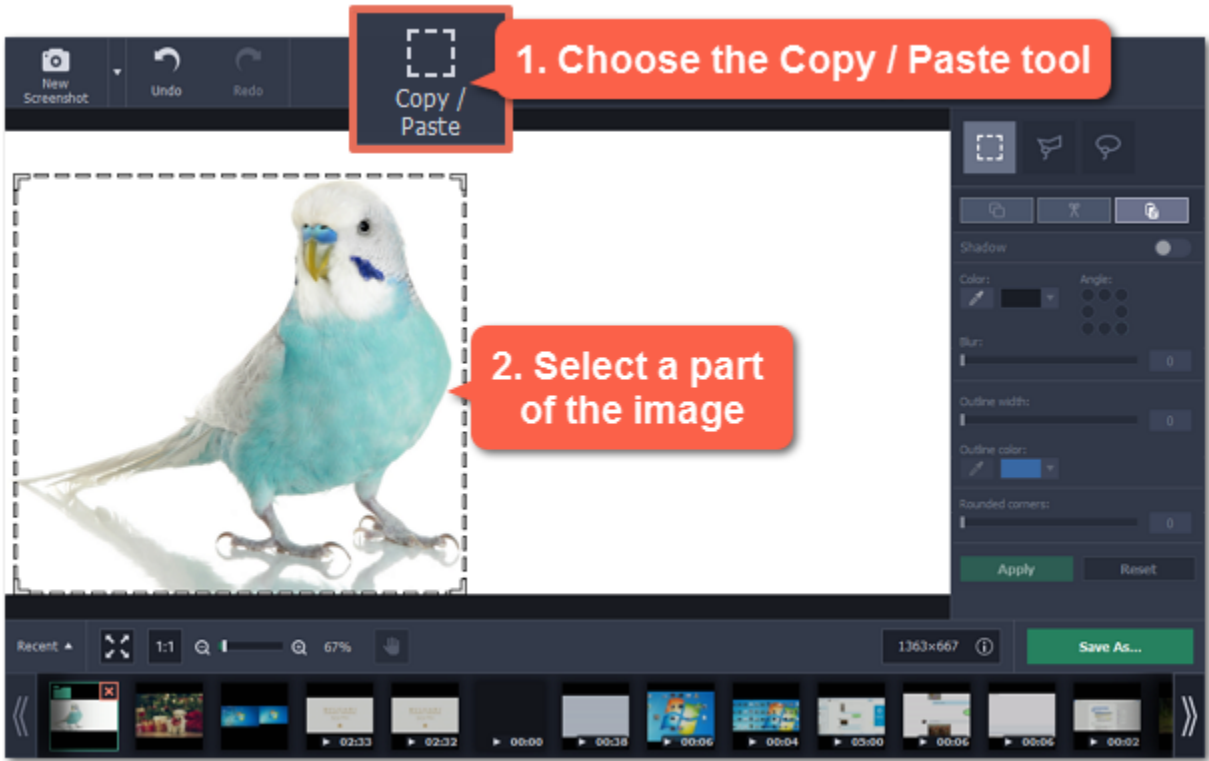 Copy /
Paste
1. Choose the Copy / Paste tool
New
Screenshot
Undo
Redo
Shadow
Color:
Angle:
Blur:
0
2. Select a part
of the image
Outline width:
0
Outline color:
Rounded corners:
0
Apply
Reset
Recent
1:1
67%
1363×667
Save As...
02:33
02:32
00:00
00:38
00:06
00:04
05:00
00:06
00:06
00:02